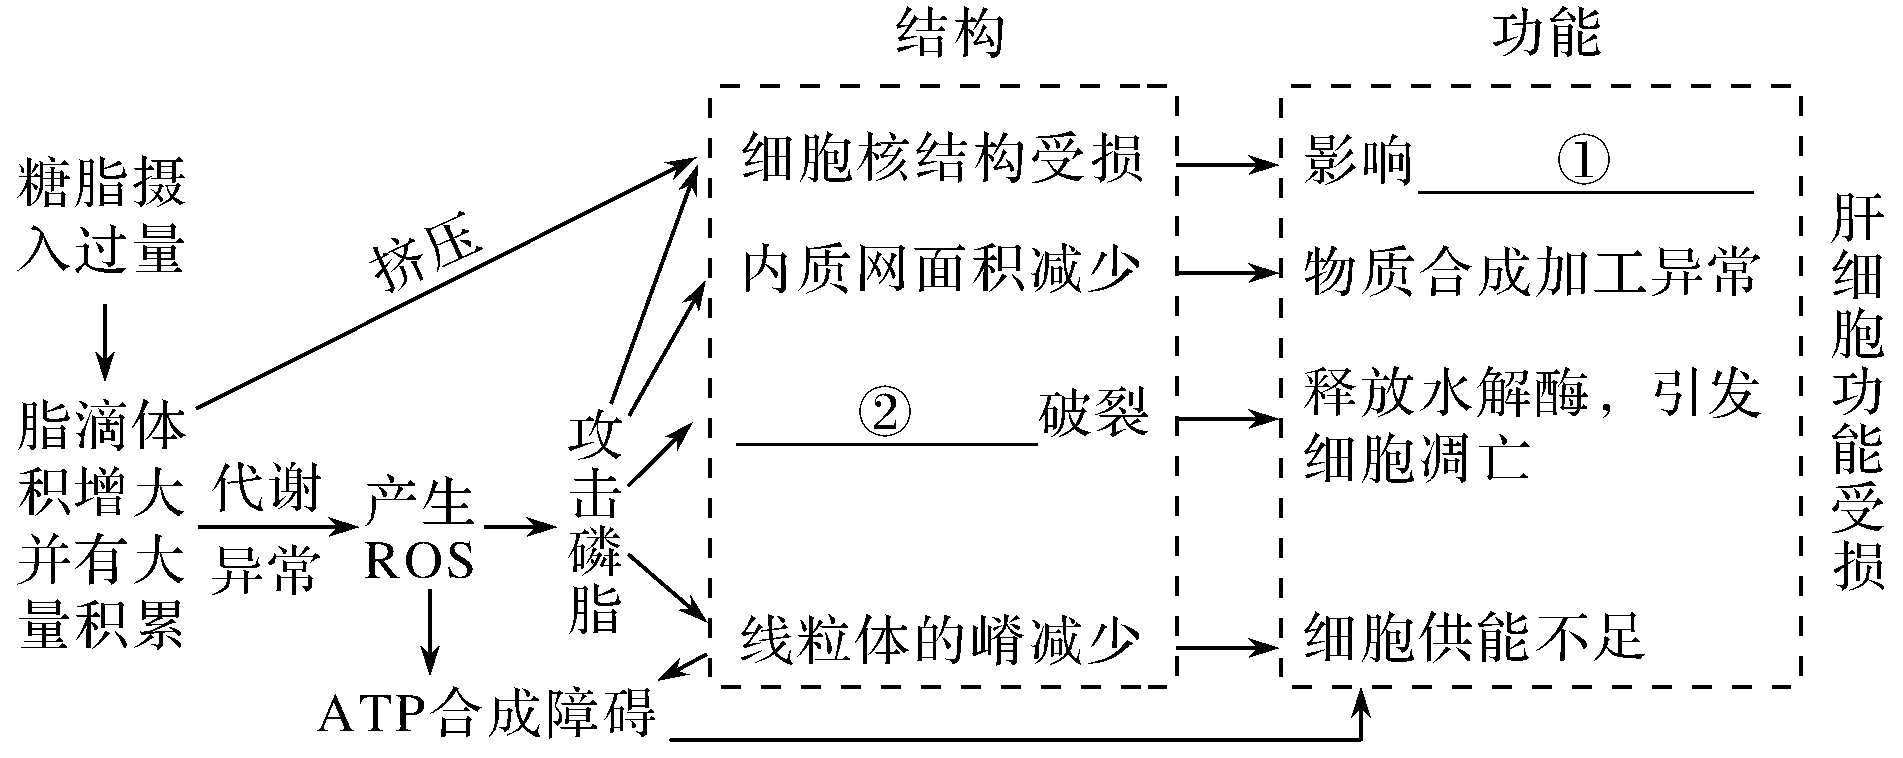 结构
功能
糖脂摄
入过量
脂滴体
积增大
并有大
量积累
挤压
代谢
异常
产生
ROS
攻击磷脂
ATP合成障碍
细胞核结构受损
内质网面积减少
②破裂
线粒体的嵴减少
影响①
物质合成加工异常
释放水解酶，引发
细胞凋亡
细胞供能不足
肝细胞功能受损